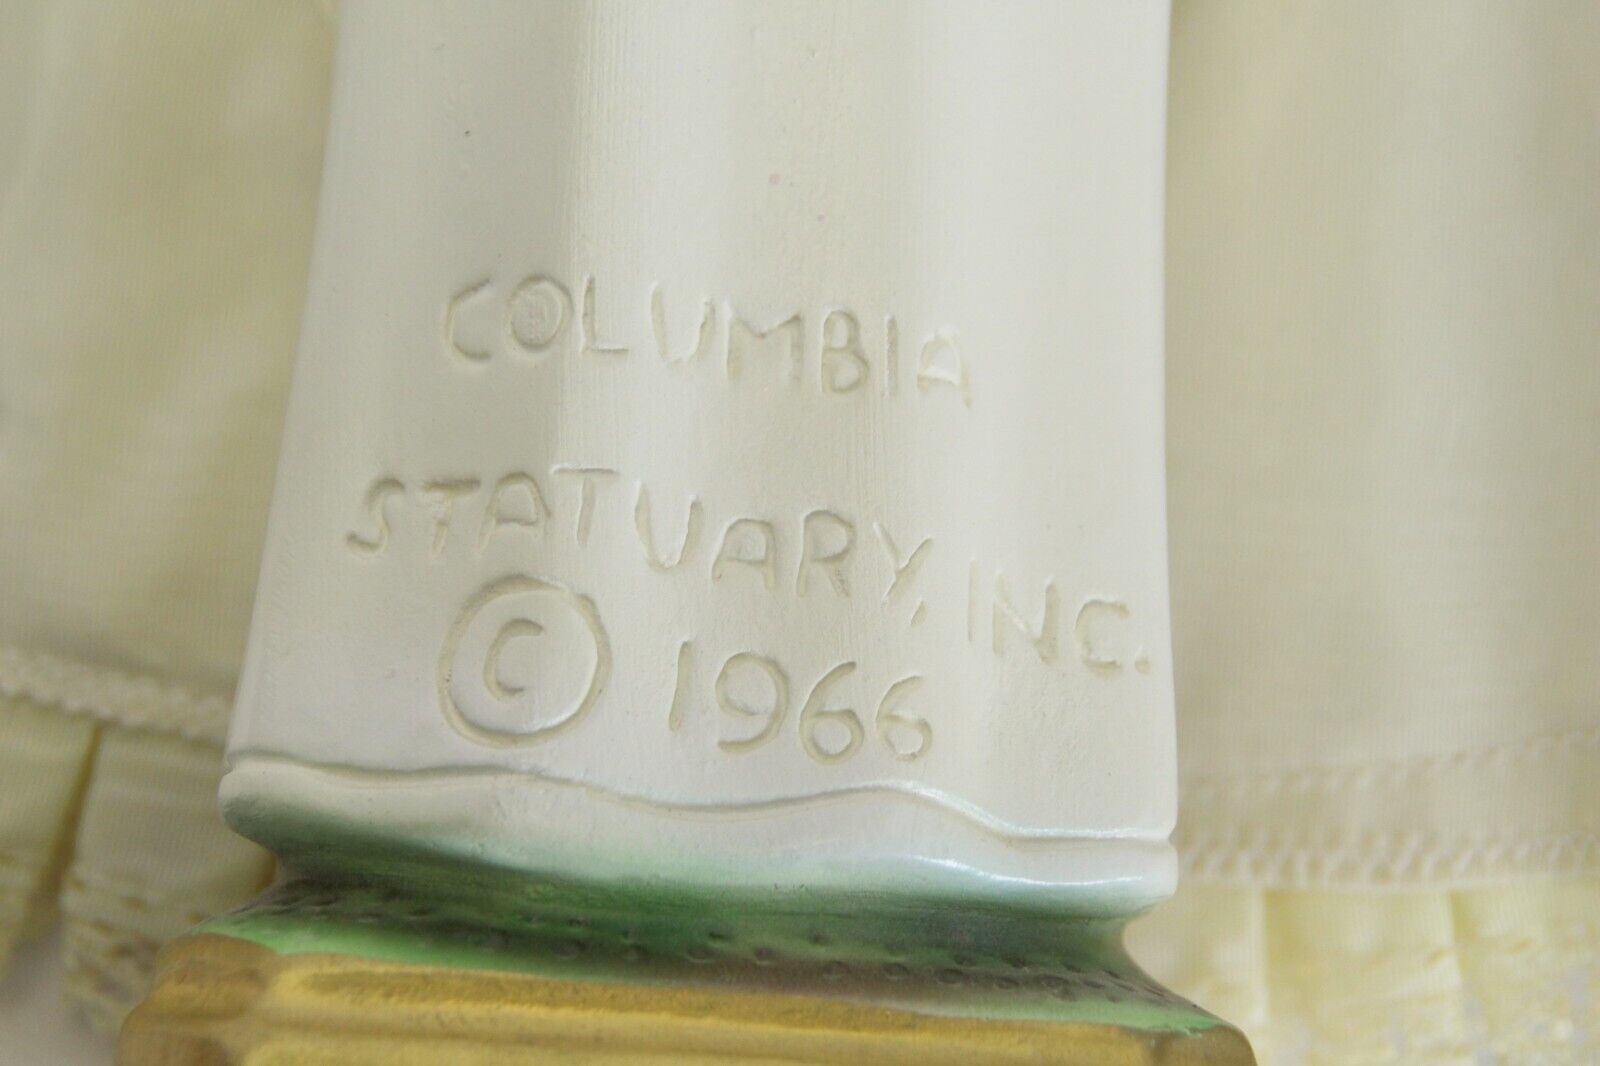 COLUMBIA
STATUARY, INC.
© 1966